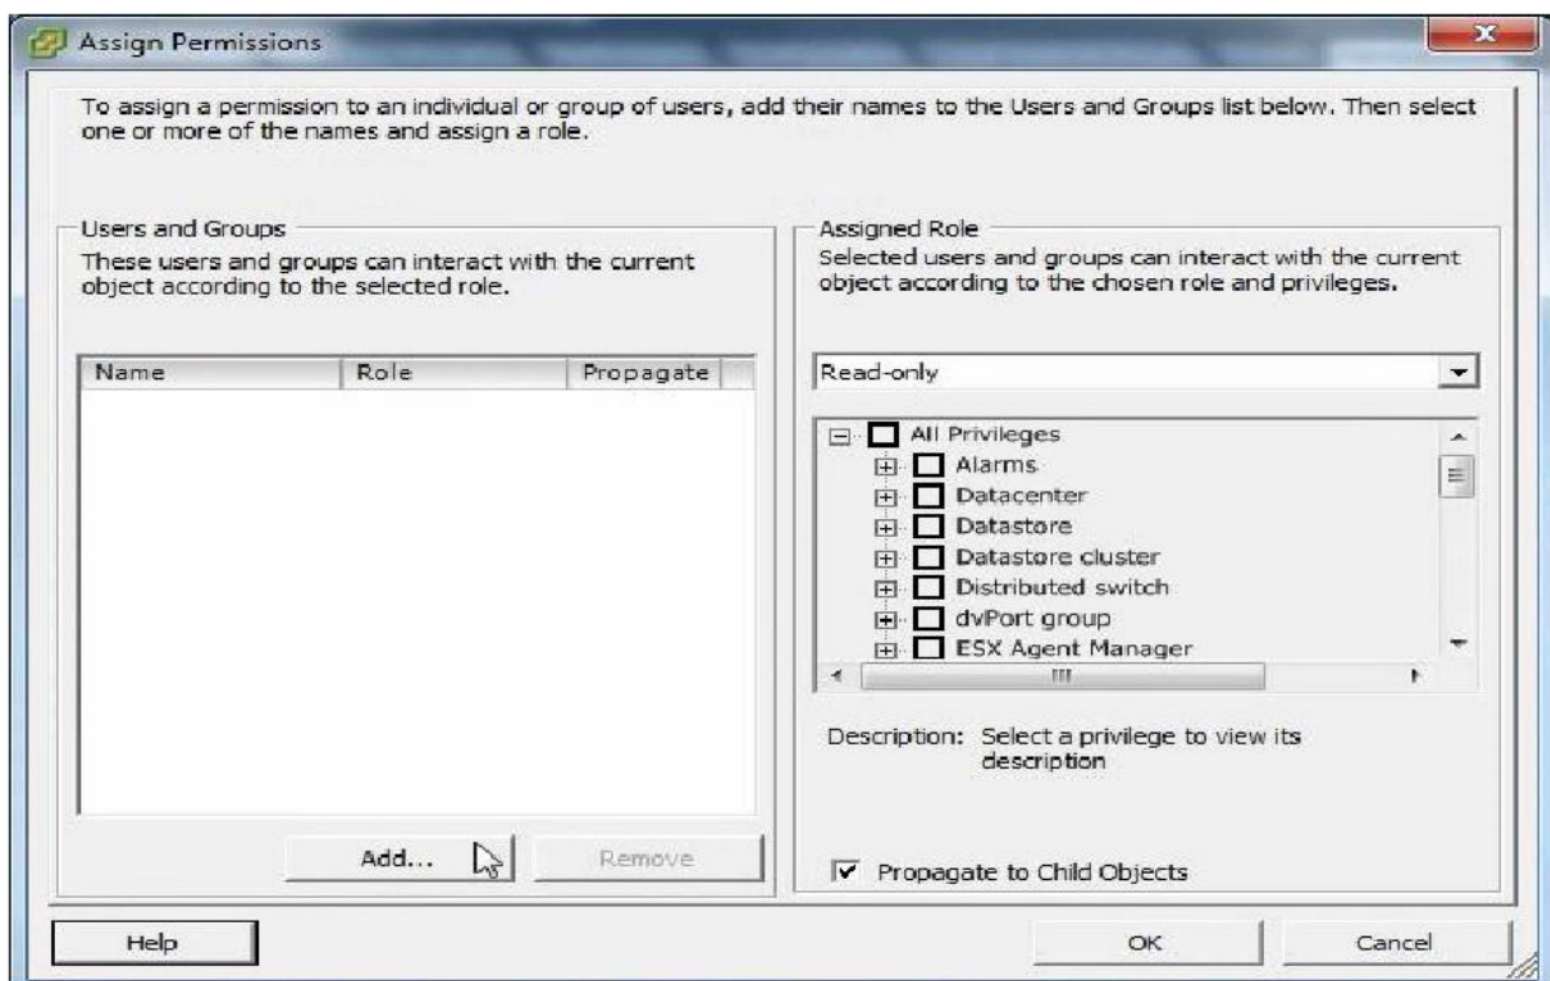 Assign Permissions
To assign a permission to an individual or group of users, add their names to the Users and Groups list below. Then select
one or more of the names and assign a role.
Users and Groups
These users and groups can interact with the current
object according to the selected role.
Name Role Propagate
Add... Remove
Assigned Role
Selected users and groups can interact with the current
object according to the chosen role and privileges.
Read-only
All Privileges
Alarms
Datacenter
Datastore
Datastore cluster
Distributed switch
dvPort group
ESX Agent Manager
Description: Select a privilege to view its
description
Propagate to Child Objects
Help OK Cancel